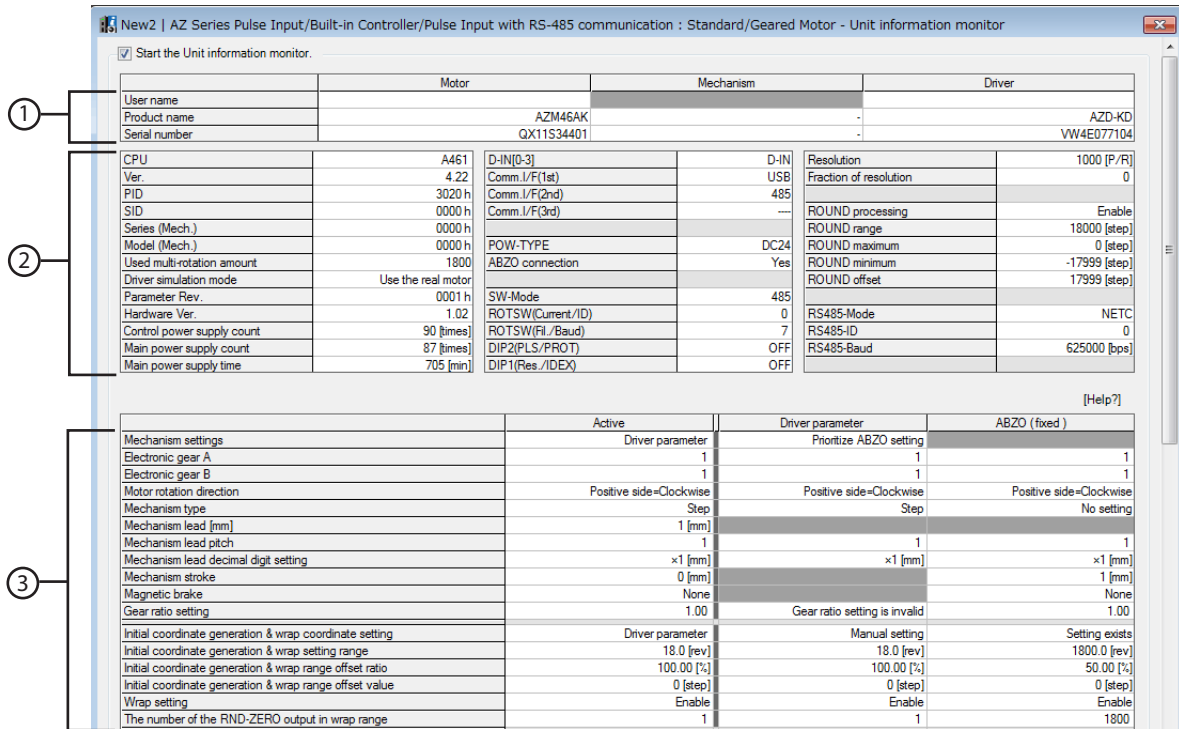 New2 | AZ Series Pulse Input/Built-in Controller/Pulse Input with RS-485 communication : Standard/Geared Motor - Unit information monitor
Start the Unit information monitor.
Motor Mechanism Driver
① User name
Product name AZM46AK - AZD-KD
Serial number QX11S34401 - VW4E077104
CPU A461 D-IN[0-3] D-IN Resolution 1000 [P/R]
Ver. 4.22 Comm.I/F(1st) USB Fraction of resolution 0
PID 3020 h Comm.I/F(2nd) 485
SID 0000 h Comm.I/F(3rd) ---- ROUND processing Enable
Series (Mech.) 0000 h ROUND range 18000 [step]
② Model (Mech.) 0000 h POW-TYPE DC24 ROUND maximum 0 [step]
Used multi-rotation amount 1800 ABZO connection Yes ROUND minimum -17999 [step]
Driver simulation mode Use the real motor ROUND offset 17999 [step]
Parameter Rev. 0001 h SW-Mode 485
Hardware Ver. 1.02 ROTSW(Current/ID) 0 RS485-Mode NETC
Control power supply count 90 [times] ROTSW(Fil./Baud) 7 RS485-ID 0
Main power supply count 87 [times] DIP2(PLS/PROT) OFF RS485-Baud 625000 [bps]
Main power supply time 705 [min] DIP1(Res./IDEX) OFF
[Help?]
Active Driver parameter ABZO ( fixed )
Mechanism settings Driver parameter Prioritize ABZO setting
Electronic gear A 1 1 1
Electronic gear B 1 1 1
Motor rotation direction Positive side=Clockwise Positive side=Clockwise Positive side=Clockwise
Mechanism type Step Step No setting
Mechanism lead [mm] 1 [mm]
Mechanism lead pitch 1 1 1
Mechanism lead decimal digit setting ×1 [mm] ×1 [mm] ×1 [mm]
③ Mechanism stroke 0 [mm] 1 [mm]
Magnetic brake None None
Gear ratio setting 1.00 Gear ratio setting is invalid 1.00
Initial coordinate generation & wrap coordinate setting Driver parameter Manual setting Setting exists
Initial coordinate generation & wrap setting range 18.0 [rev] 18.0 [rev] 1800.0 [rev]
Initial coordinate generation & wrap range offset ratio 100.00 [%] 100.00 [%] 50.00 [%]
Initial coordinate generation & wrap range offset value 0 [step] 0 [step] 0 [step]
Wrap setting Enable Enable Enable
The number of the RND-ZERO output in wrap range 1 1 1800